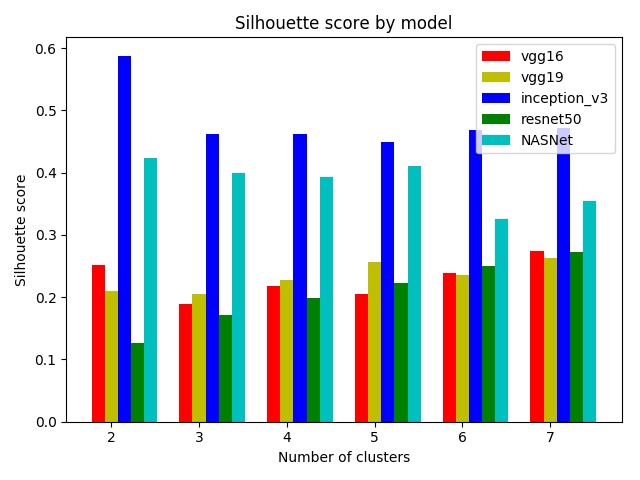 Silhouette score by model
vgg16
vgg19
inception_v3
resnet50
NASNet
Silhouette score
0.6
0.5
0.4
0.3
0.2
0.1
0.0
2 3 4 5 6 7
Number of clusters